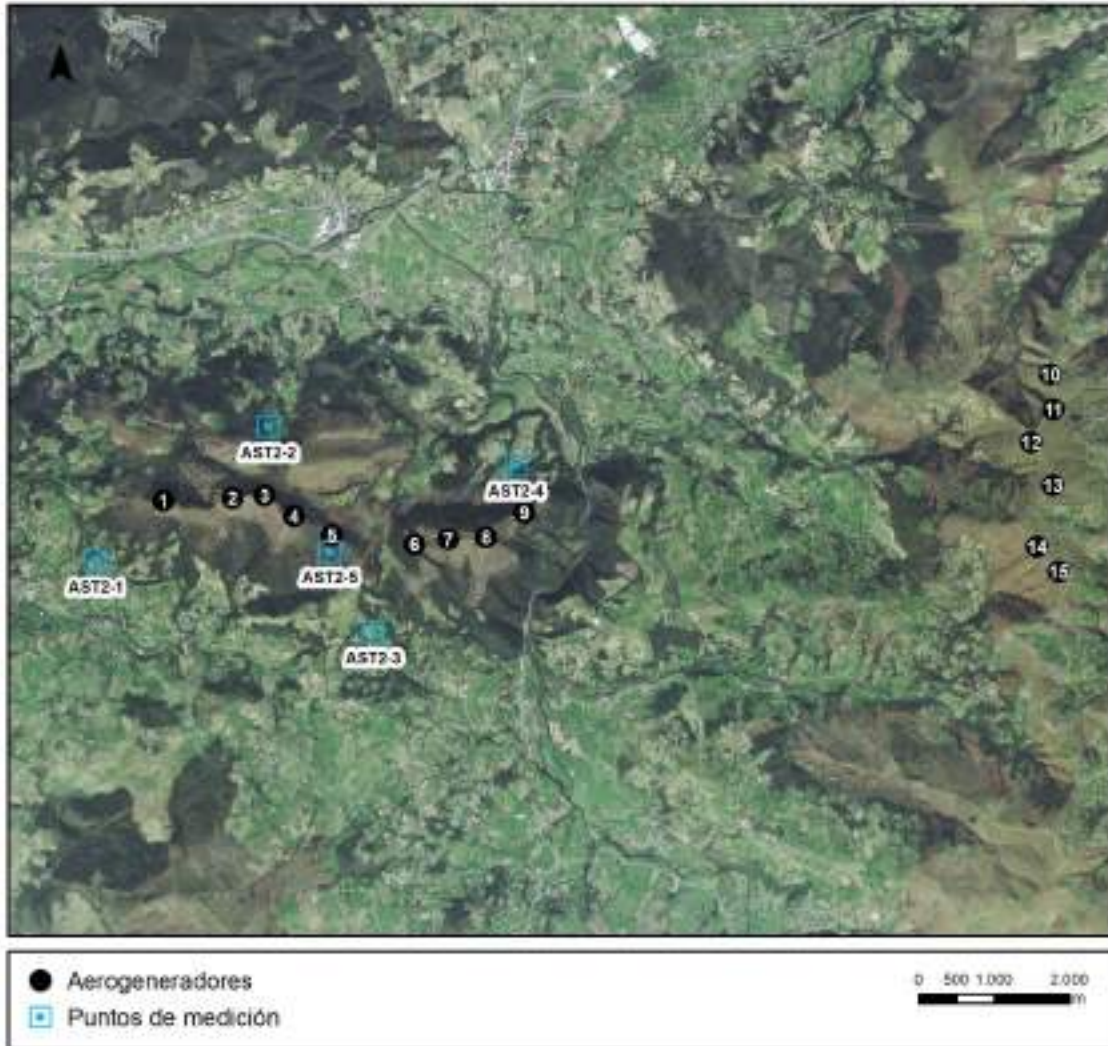 10
11
12
13
14
15
AST2-2
AST2-4
1
2
3
4
5
6
7
8
9
AST2-1
AST2-5
AST2-3
Aerogeneradores
Puntos de medición
0 500 1.000 2.000
m